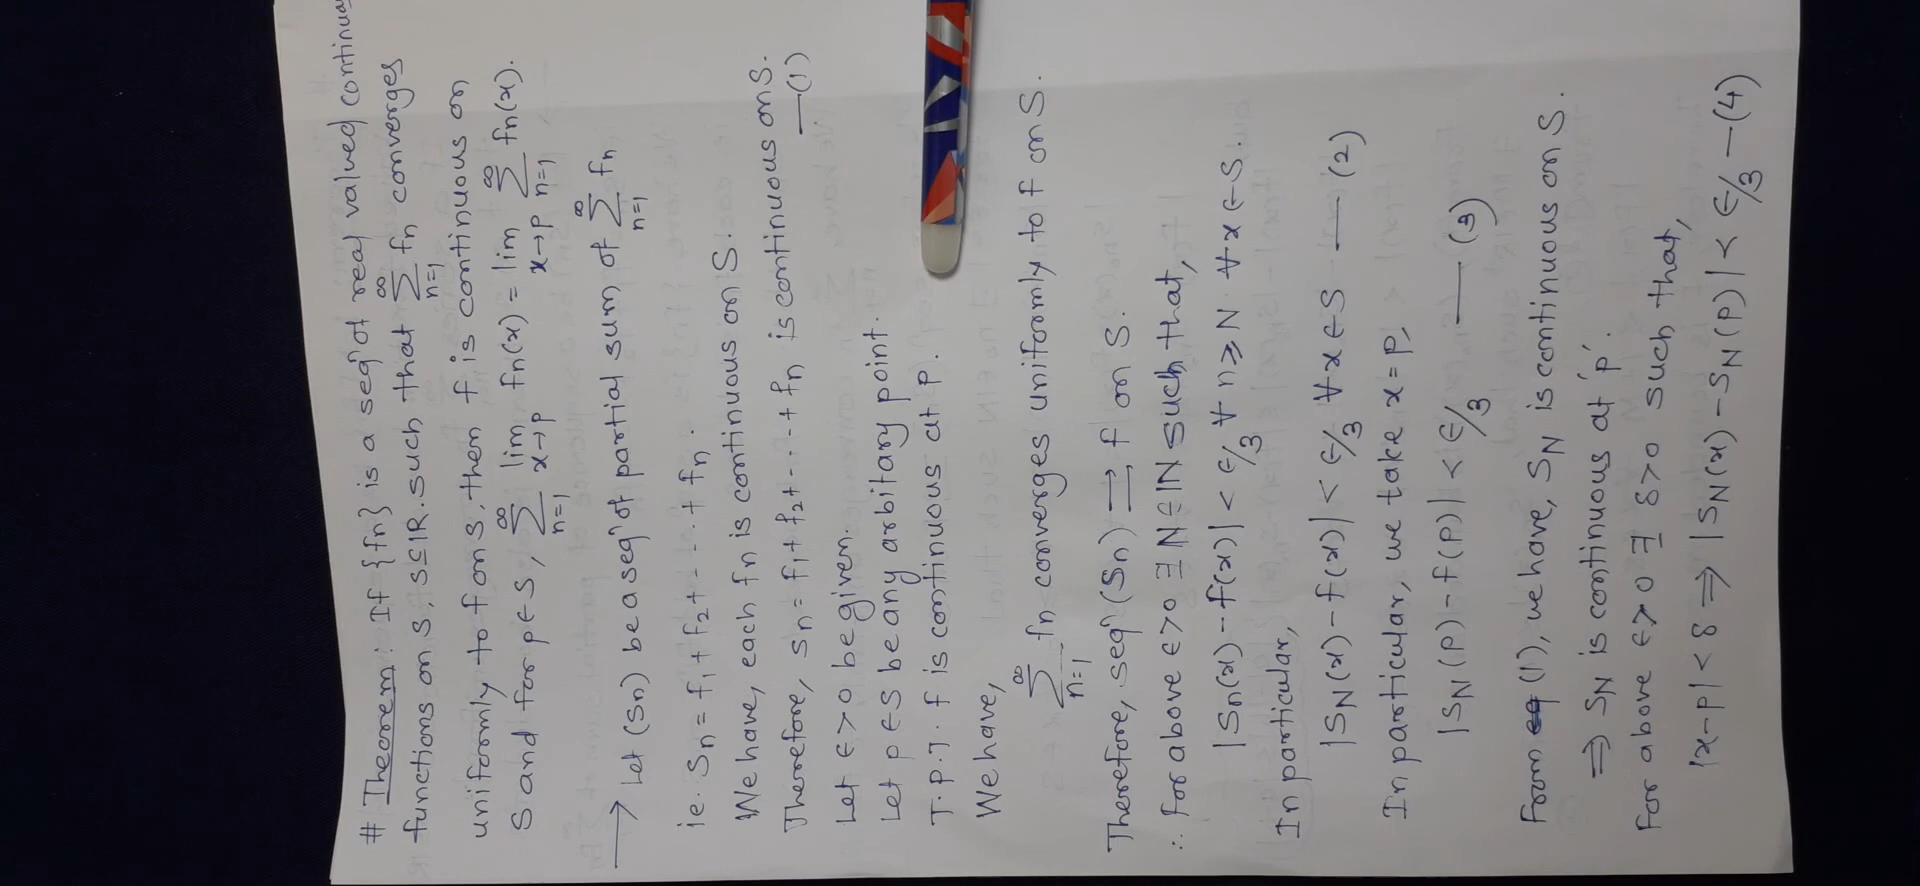 # Theorem: If {fn} is a seqⁿ of real valued continuous
functions on S, S⊆IR. such that ∞∑n=1 fn converges
uniformly to f on S, then f is continuous on
S and for p∈S, ∞∑n=1 lim x→p fn(x) = lim x→p ∞∑n=1 fn(x).
→ Let (Sn) be a seqⁿ of partial sum of ∞∑n=1 fn
ie. Sn = f1 + f2 + ... + fn.
We have, each fn is continuous on S.
Therefore, Sn = f1 + f2 + .... + fn is continuous on S.
—(1)
Let ϵ>0 be given.
Let p∈S be any arbitary point.
T.P.T. f is continuous at P.
We have,
∞∑n=1 fn converges uniformly to f on S.
Therefore, seqⁿ (Sn) ⇉ f on S.
∴ for above ϵ>0 ∃ N∈IN such that,
|Sn(x) - f(x)| < ϵ/3 ∀ n≥N ∀ x∈S.
In particular,
|SN(x) - f(x)| < ϵ/3 ∀x∈S — (2)
In particular, we take x=P,
|SN(P) - f(P)| < ϵ/3 — (3)
From (1), we have, SN is continuous on S.
⇒ SN is continuous at 'P'.
For above ϵ>0 ∃ δ>0 such that,
|x-P| < δ ⇒ |SN(x) - SN(P)| < ϵ/3 — (4)